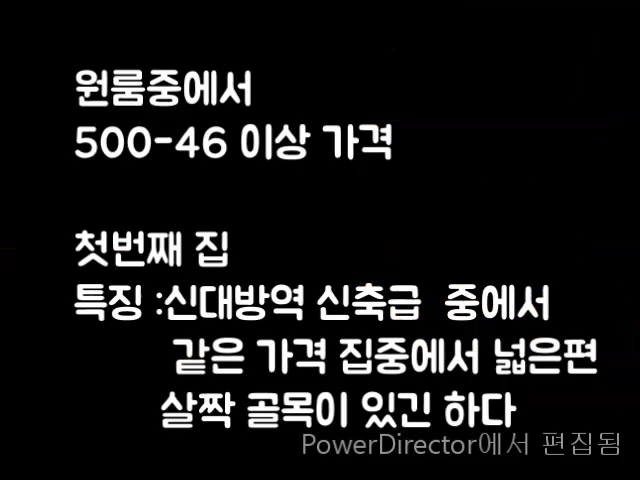 원룸중에서
500-46 이상 가격
첫번째 집
특징 :신대방역 신축급 중에서
같은 가격 집중에서 넓은편
살짝 골목이 있긴 하다
PowerDirector에서 편집됨